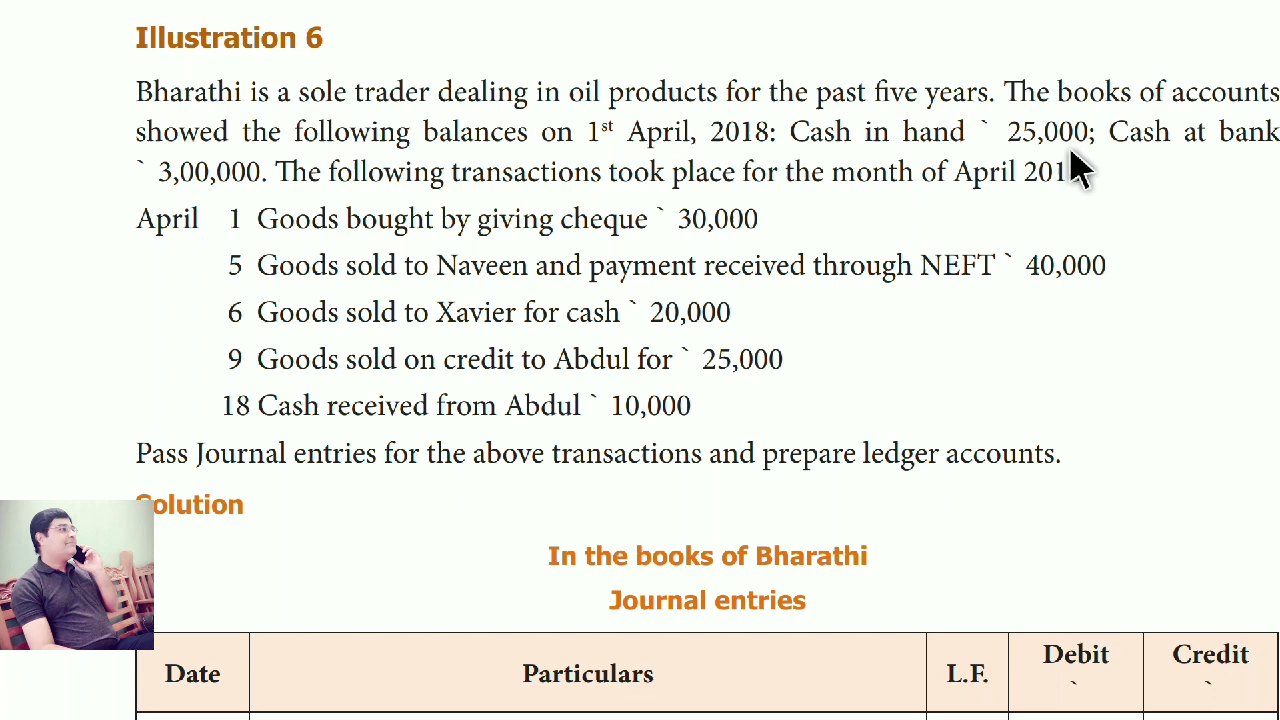 Illustration 6
Bharathi is a sole trader dealing in oil products for the past five years. The books of accounts
showed the following balances on 1st April, 2018: Cash in hand ` 25,000; Cash at bank
` 3,00,000. The following transactions took place for the month of April 201
April 1 Goods bought by giving cheque ` 30,000
5 Goods sold to Naveen and payment received through NEFT ` 40,000
6 Goods sold to Xavier for cash ` 20,000
9 Goods sold on credit to Abdul for ` 25,000
18 Cash received from Abdul ` 10,000
Pass Journal entries for the above transactions and prepare ledger accounts.
Solution
In the books of Bharathi
Journal entries
Date Particulars L.F. Debit ` Credit `